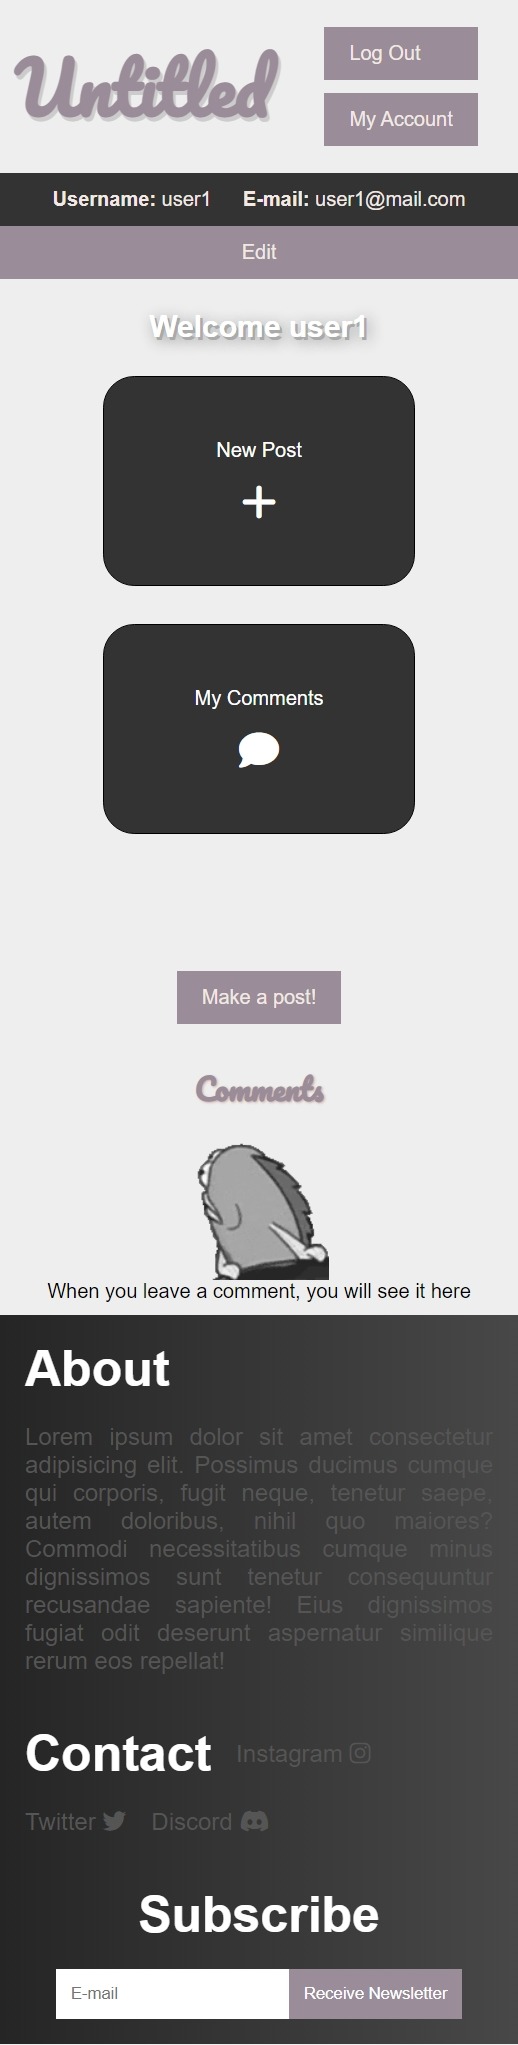 Untitled
Log Out
My Account
Username: user1 E-mail: user1@mail.com
Edit
Welcome user1
New Post
My Comments
Make a post!
Comments
When you leave a comment, you will see it here
About
Lorem ipsum dolor sit amet consectetur
adipisicing elit. Possimus ducimus cumque
qui corporis, fugit neque, tenetur saepe,
autem doloribus, nihil quo maiores?
Commodi necessitatibus cumque minus
dignissimos sunt tenetur consequuntur
recusandae sapiente! Eius dignissimos
fugiat odit deserunt aspernatur similique
rerum eos repellat!
Contact Instagram
Twitter Discord
Subscribe
E-mail Receive Newsletter